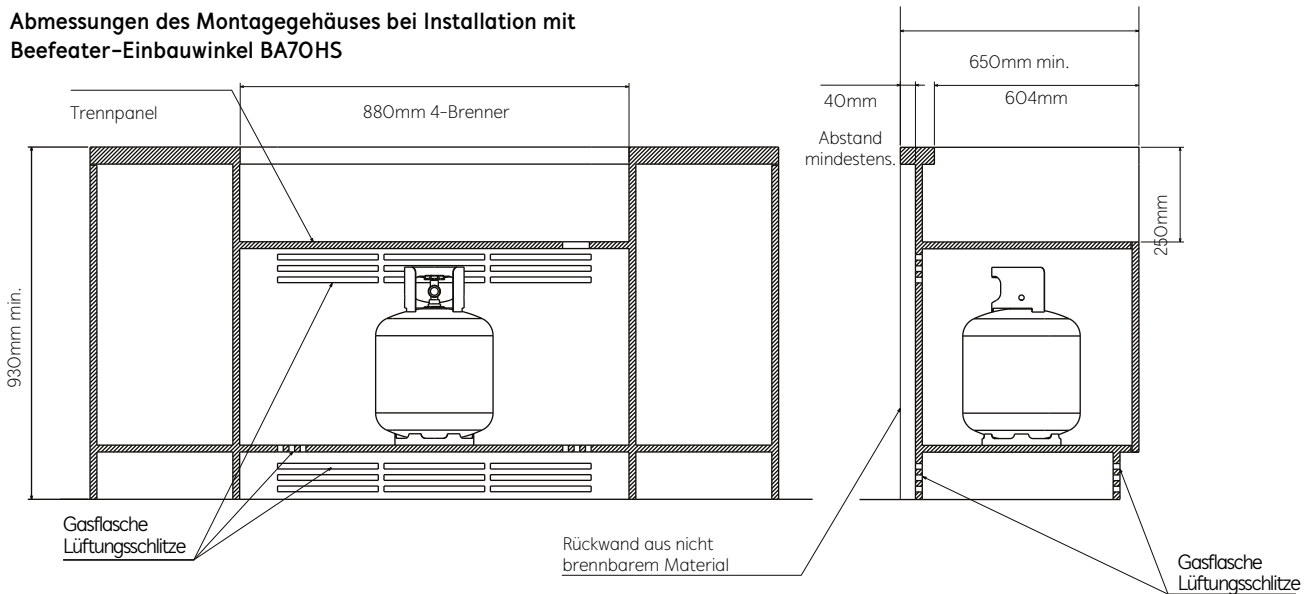 Abmessungen des Montagegehäuses bei Installation mit
Beefeater-Einbauwinkel BA70HS
Trennpanel
880mm 4-Brenner
650mm min.
40mm
604mm
Abstand
mindestens.
250mm
930mm min.
Gasflasche
Lüftungsschlitze
Rückwand aus nicht
brennbarem Material
Gasflasche
Lüftungsschlitze